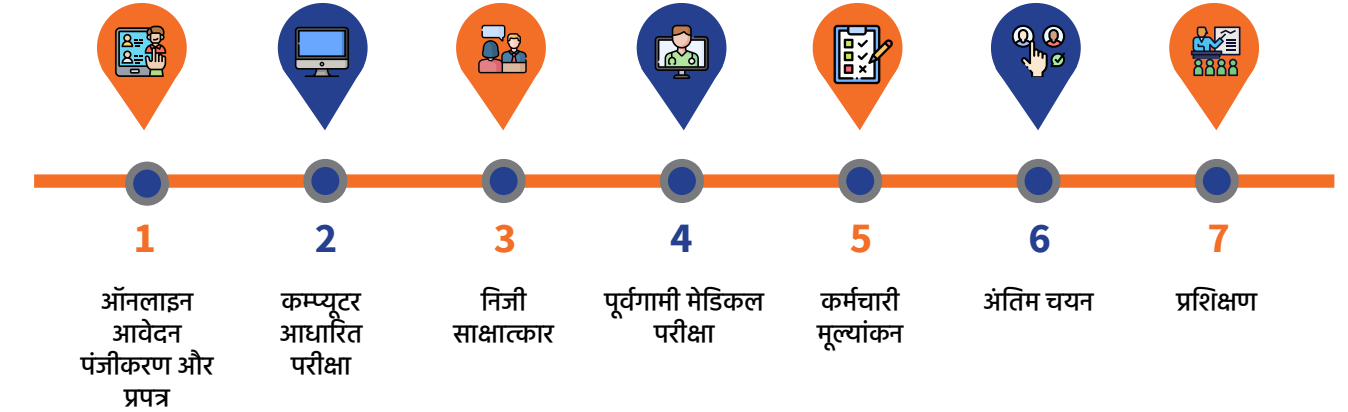 1
ऑनलाइन
आवेदन
पंजीकरण और
प्रपत्र
2
कम्प्यूटर
आधारित
परीक्षा
3
निजी
साक्षात्कार
4
पूर्वगामी मेडिकल
परीक्षा
5
कर्मचारी
मूल्यांकन
6
अंतिम चयन
7
प्रशिक्षण